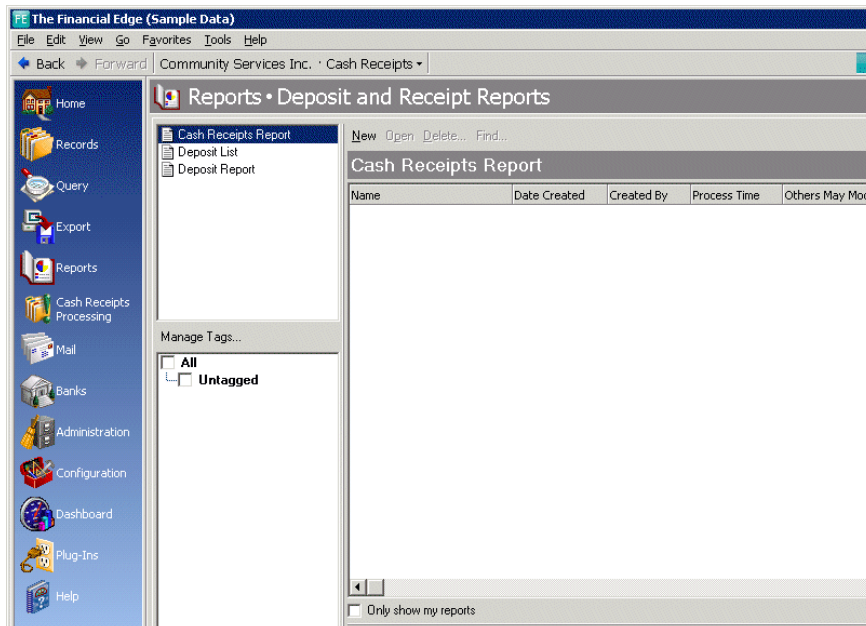 FE The Financial Edge (Sample Data)
File Edit View Go Favorites Tools Help
Back Forward Community Services Inc. · Cash Receipts
Home
Records
Query
Export
Reports
Cash Receipts
Processing
Mail
Banks
Administration
Configuration
Dashboard
Plug-Ins
Help
Reports • Deposit and Receipt Reports
Cash Receipts Report
Deposit List
Deposit Report
Manage Tags...
All
Untagged
New Open Delete... Find...
Cash Receipts Report
Name Date Created Created By Process Time Others May Mod
Only show my reports